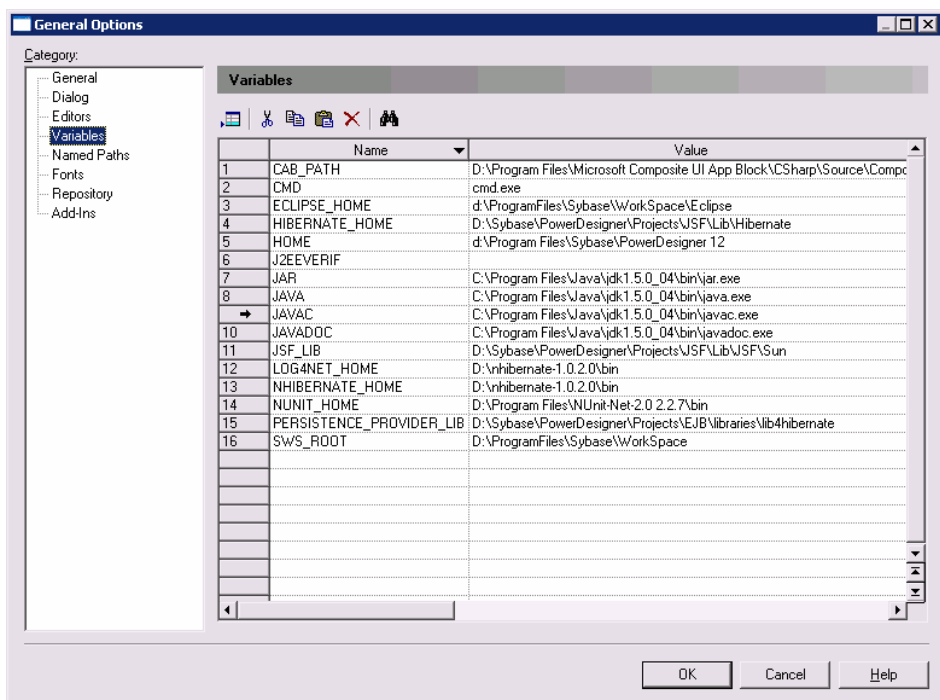 General Options
Category:
General
Dialog
Editors
Variables
Named Paths
Fonts
Repository
Add-Ins
Variables
Name Value
1 CAB_PATH D:\Program Files\Microsoft Composite UI App Block\CSharp\Source\Compo
2 CMD cmd.exe
3 ECLIPSE_HOME d:\ProgramFiles\Sybase\WorkSpace\Eclipse
4 HIBERNATE_HOME D:\Sybase\PowerDesigner\Projects\JSF\Lib\Hibernate
5 HOME d:\Program Files\Sybase\PowerDesigner 12
6 J2EEVERIF
7 JAR C:\Program Files\Java\jdk1.5.0_04\bin\jar.exe
8 JAVA C:\Program Files\Java\jdk1.5.0_04\bin\java.exe
JAVAC C:\Program Files\Java\jdk1.5.0_04\bin\javac.exe
10 JAVADOC C:\Program Files\Java\jdk1.5.0_04\bin\javadoc.exe
11 JSF_LIB D:\Sybase\PowerDesigner\Projects\JSF\Lib\JSF\Sun
12 LOG4NET_HOME D:\nhibernate-1.0.2.0\bin
13 NHIBERNATE_HOME D:\nhibernate-1.0.2.0\bin
14 NUNIT_HOME D:\Program Files\NUnit-Net-2.0 2.2.7\bin
15 PERSISTENCE_PROVIDER_LIB D:\Sybase\PowerDesigner\Projects\EJB\libraries\lib4hibernate
16 SWS_ROOT D:\ProgramFiles\Sybase\WorkSpace
OK Cancel Help